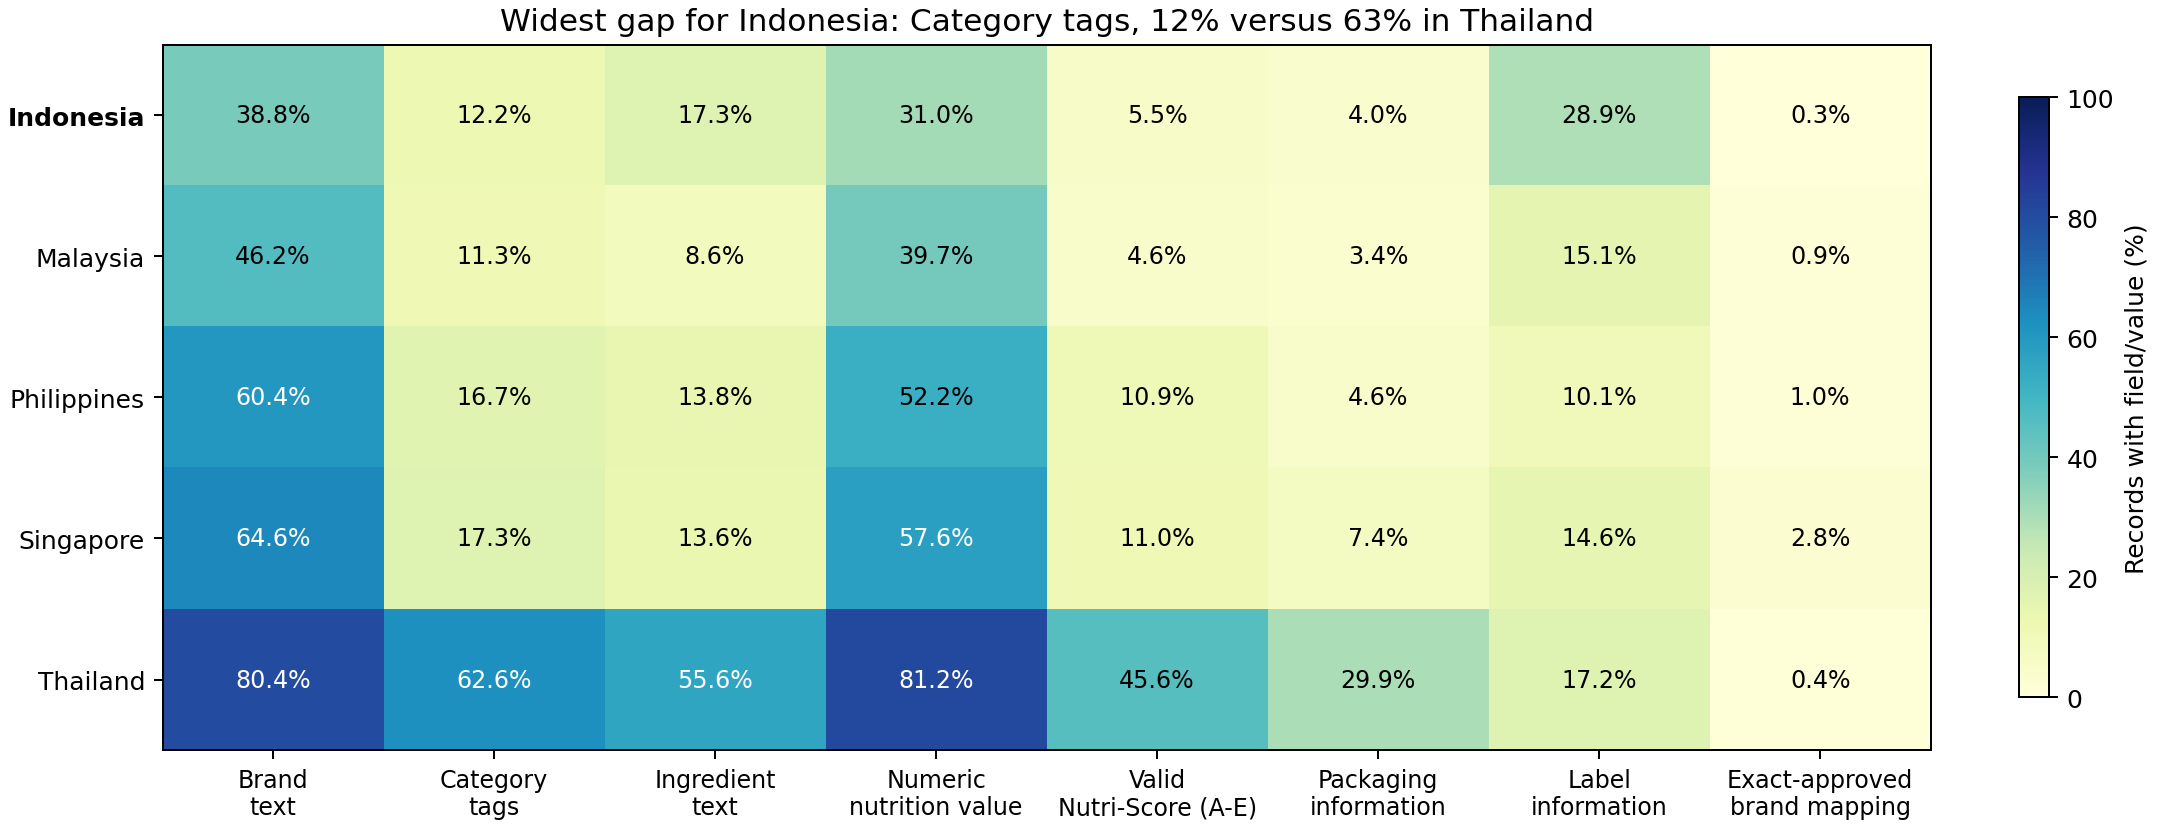 Widest gap for Indonesia: Category tags, 12% versus 63% in Thailand
Indonesia 38.8% 12.2% 17.3% 31.0% 5.5% 4.0% 28.9% 0.3%
Malaysia 46.2% 11.3% 8.6% 39.7% 4.6% 3.4% 15.1% 0.9%
Philippines 60.4% 16.7% 13.8% 52.2% 10.9% 4.6% 10.1% 1.0%
Singapore 64.6% 17.3% 13.6% 57.6% 11.0% 7.4% 14.6% 2.8%
Thailand 80.4% 62.6% 55.6% 81.2% 45.6% 29.9% 17.2% 0.4%
Brand
text
Category
tags
Ingredient
text
Numeric
nutrition value
Valid
Nutri-Score (A-E)
Packaging
information
Label
information
Exact-approved
brand mapping
100
80
60
40
20
0
Records with field/value (%)